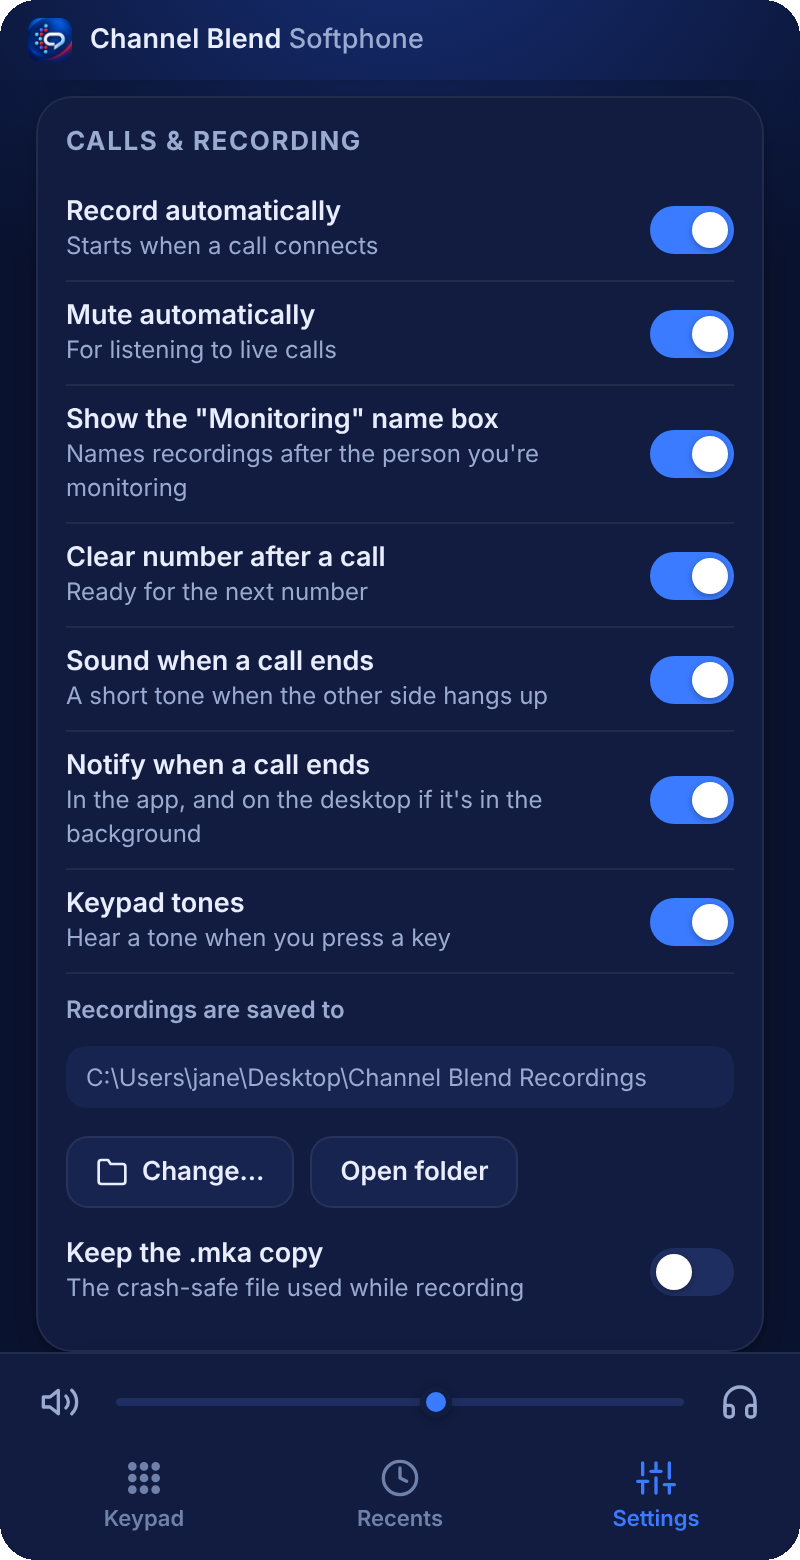 Channel Blend Softphone
CALLS & RECORDING
Record automatically
Starts when a call connects
Mute automatically
For listening to live calls
Show the "Monitoring" name box
Names recordings after the person you're
monitoring
Clear number after a call
Ready for the next number
Sound when a call ends
A short tone when the other side hangs up
Notify when a call ends
In the app, and on the desktop if it's in the
background
Keypad tones
Hear a tone when you press a key
Recordings are saved to
C:\Users\jane\Desktop\Channel Blend Recordings
Change...
Open folder
Keep the .mka copy
The crash-safe file used while recording
Keypad
Recents
Settings